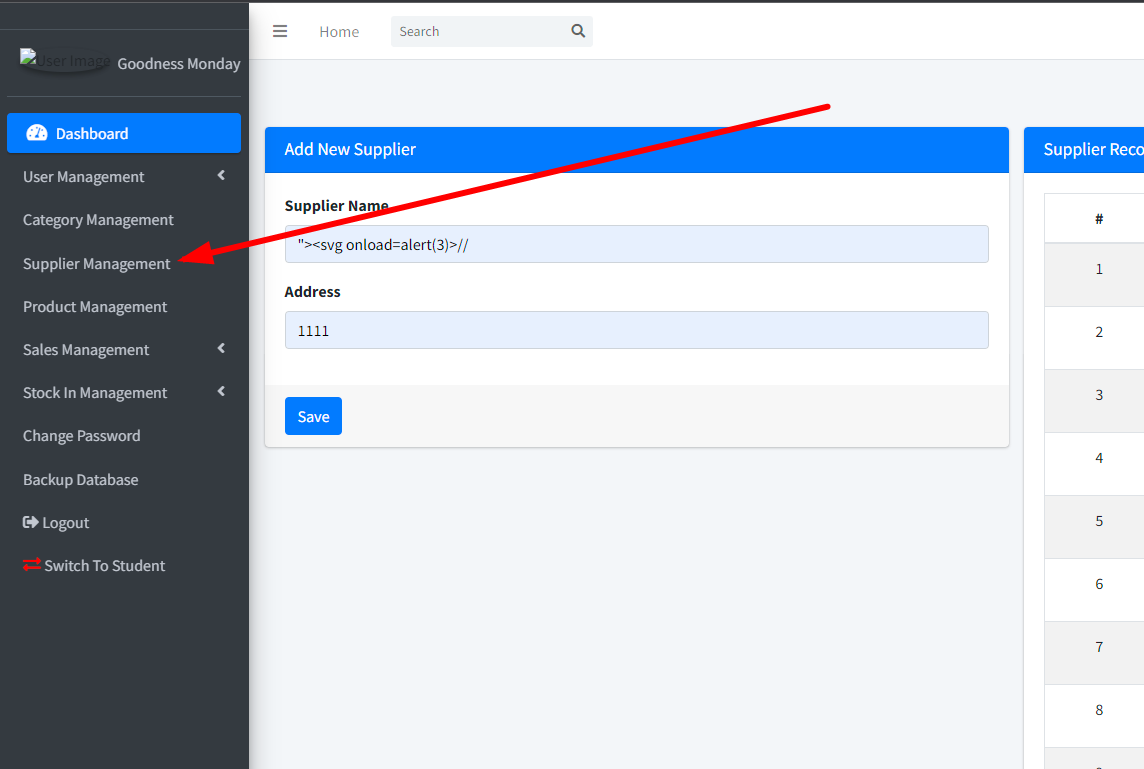 User Image
Goodness Monday
Dashboard
User Management
Category Management
Supplier Management
Product Management
Sales Management
Stock In Management
Change Password
Backup Database
Logout
Switch To Student
Home
Search
Add New Supplier
Supplier Name
"><svg onload=alert(3)>//
Address
1111
Save
Supplier Reco
#
1
2
3
4
5
6
7
8